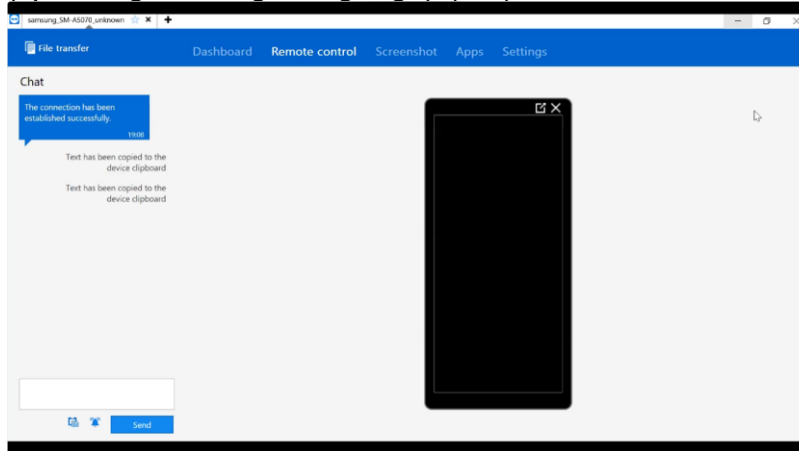 samsung_SM-A5070_unknown
File transfer
Dashboard Remote control Screenshot Apps Settings
Chat
The connection has been
established successfully.
19:06
Text has been copied to the
device clipboard
Text has been copied to the
device clipboard
Send